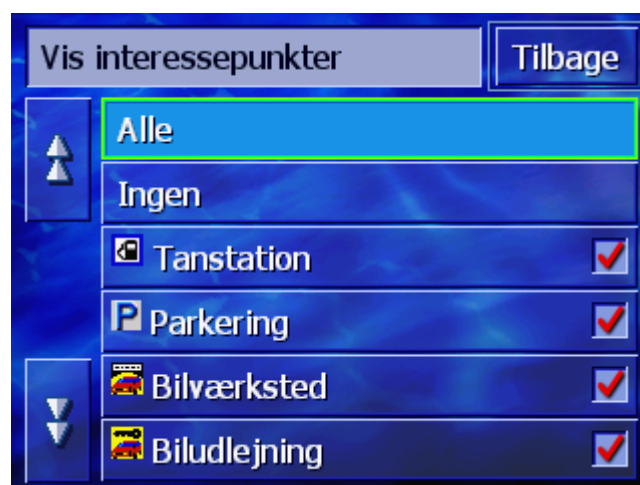 Vis interessepunkter
Tilbage
Alle
Ingen
Tanstation
Parkering
Bilværksted
Biludlejning